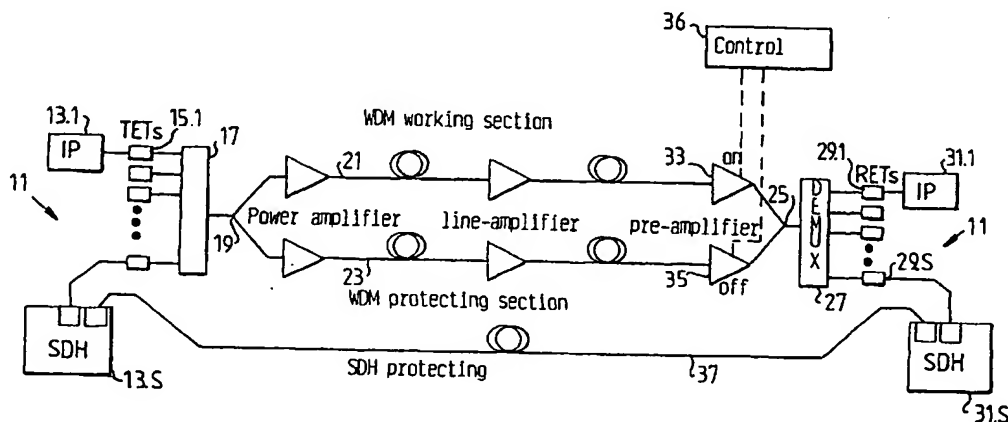 36
Control
13.1
TETs
15.1
17
IP
WDM working section
21
33
on
25
29.1
31.1
RETs
IP
11
DEMUX
11
19
Power amplifier
line-amplifier
pre-amplifier
23
WDM protecting section
35
off
27
29.S
SDH
13.S
SDH protecting
37
SDH
31.S